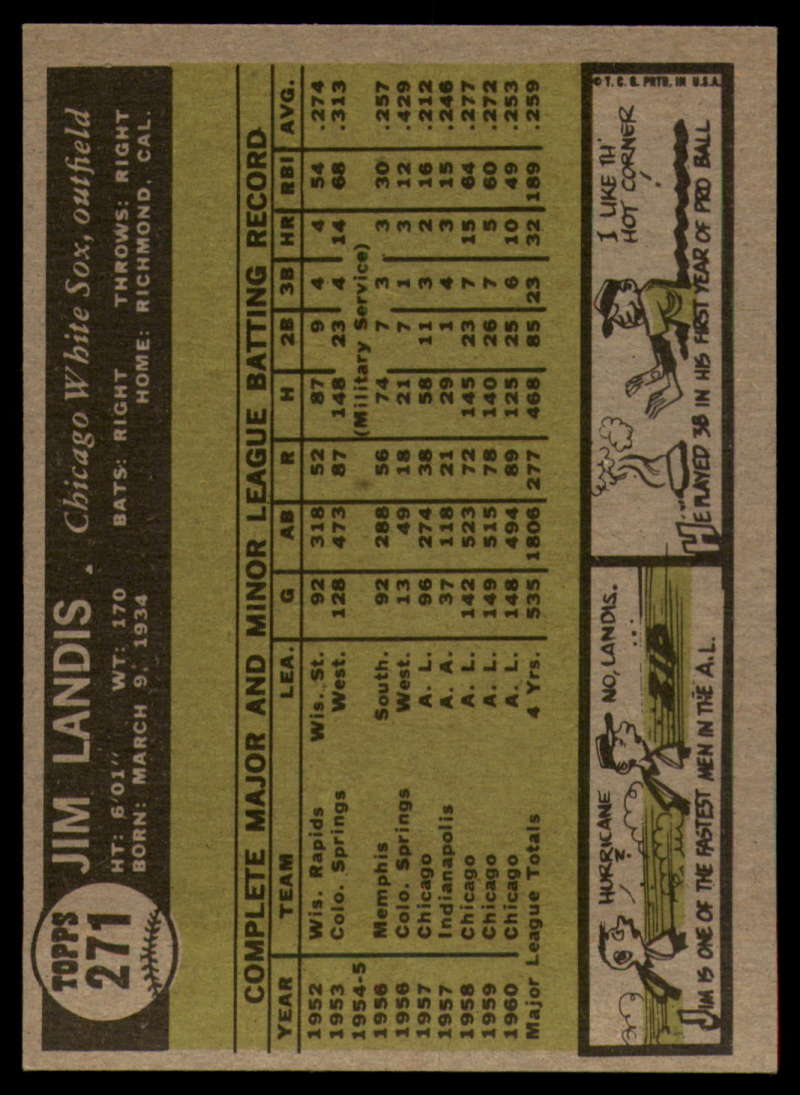 TOPPS
271
JIM LANDIS . Chicago White Sox, outfield
HT: 6'01" WT: 170 BATS: RIGHT THROWS: RIGHT
BORN: MARCH 9, 1934 HOME: RICHMOND, CAL.
COMPLETE MAJOR AND MINOR LEAGUE BATTING RECORD
YEAR TEAM LEA. G AB R H 2B 3B HR RBI AVG.
1952 Wis. Rapids Wis. St. 92 318 52 87 9 4 4 54 .274
1953 Colo. Springs West. 128 473 87 148 23 4 14 68 .313
1954-5 (Military Service)
1956 Memphis South. 92 288 56 74 7 3 3 30 .257
1956 Colo. Springs West. 13 49 18 21 7 1 3 12 .429
1957 Chicago A. L. 96 274 38 58 11 3 2 16 .212
1957 Indianapolis A. A. 37 118 21 29 1 4 3 15 .246
1958 Chicago A. L. 142 523 72 145 23 7 15 64 .277
1959 Chicago A. L. 149 515 78 140 26 7 5 60 .272
1960 Chicago A. L. 148 494 89 125 25 6 10 49 .253
Major League Totals 4 Yrs. 535 1806 277 468 85 23 32 189 .259
HURRICANE
?
NO, LANDIS.
...
ZIP
JIM IS ONE OF THE FASTEST MEN IN THE A.L.
© T. C. G. PRTD. IN U.S.A.
I LIKE TH'
HOT CORNER
!
HE PLAYED 3B IN HIS FIRST YEAR OF PRO BALL